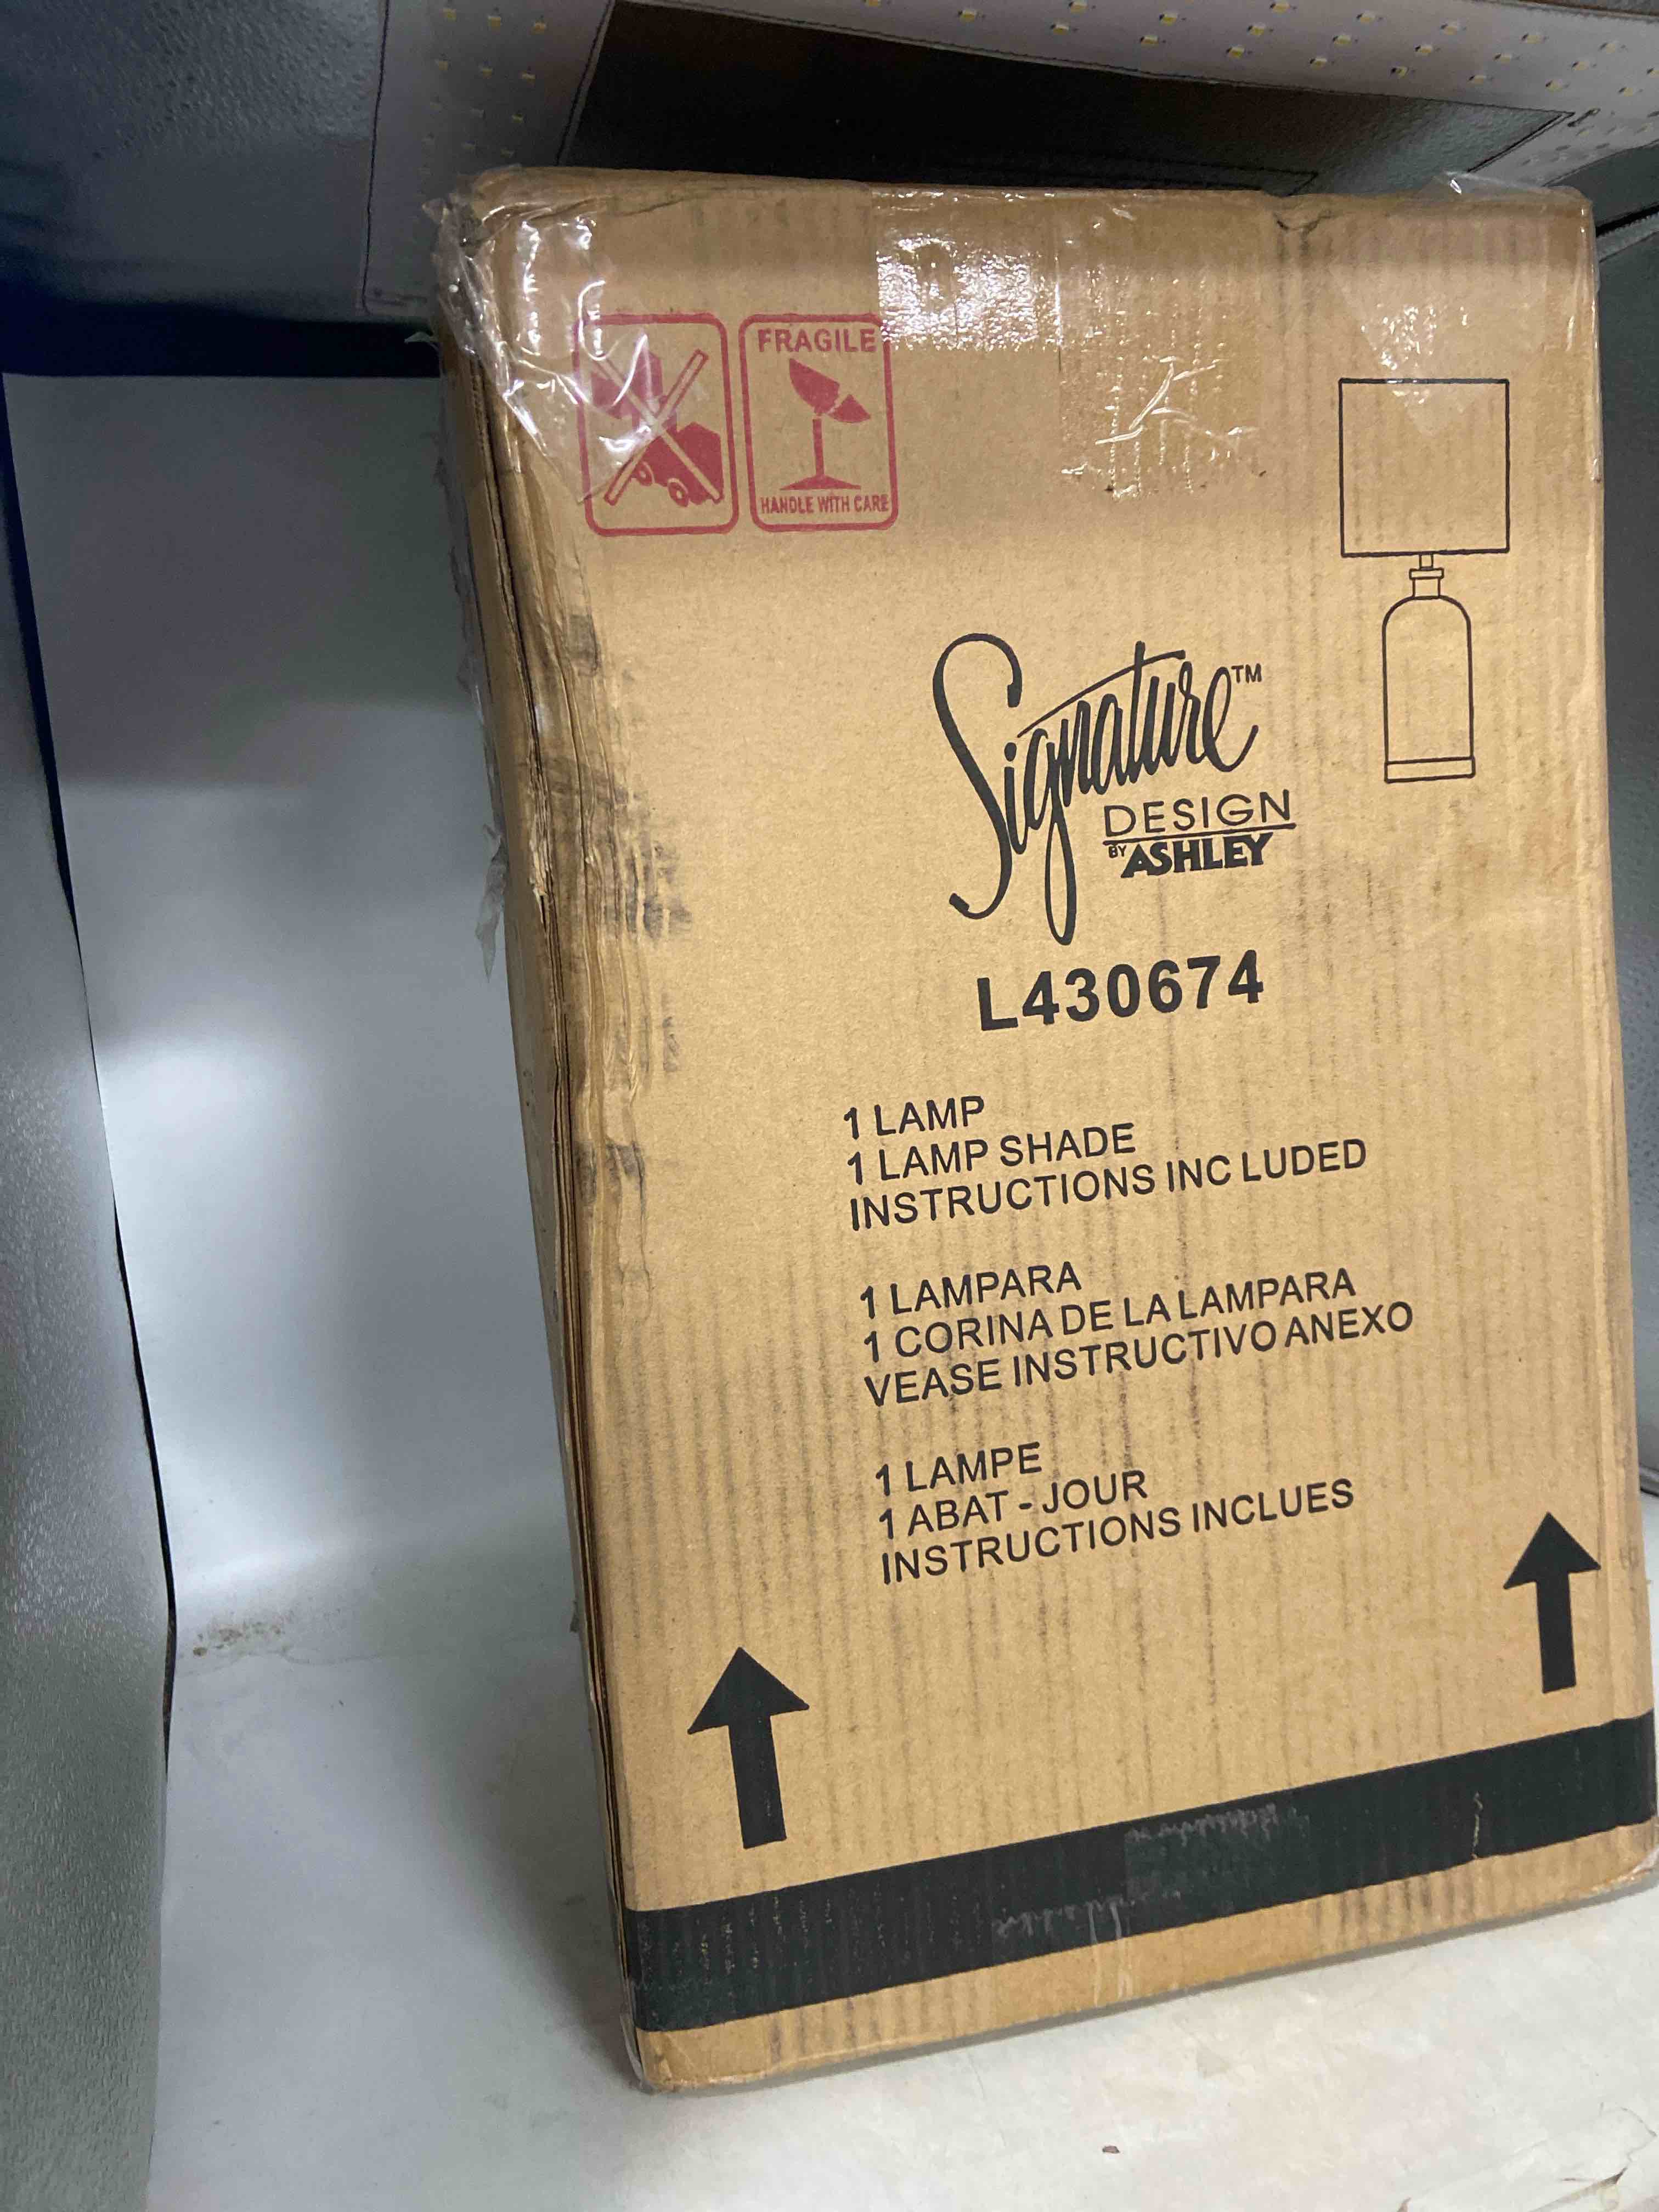 FRAGILE
HANDLE WITH CARE
Signature™
DESIGN
BY ASHLEY
L430674
1 LAMP
1 LAMP SHADE
INSTRUCTIONS INC LUDED
1 LAMPARA
1 CORINA DE LA LAMPARA
VEASE INSTRUCTIVO ANEXO
1 LAMPE
1 ABAT - JOUR
INSTRUCTIONS INCLUES